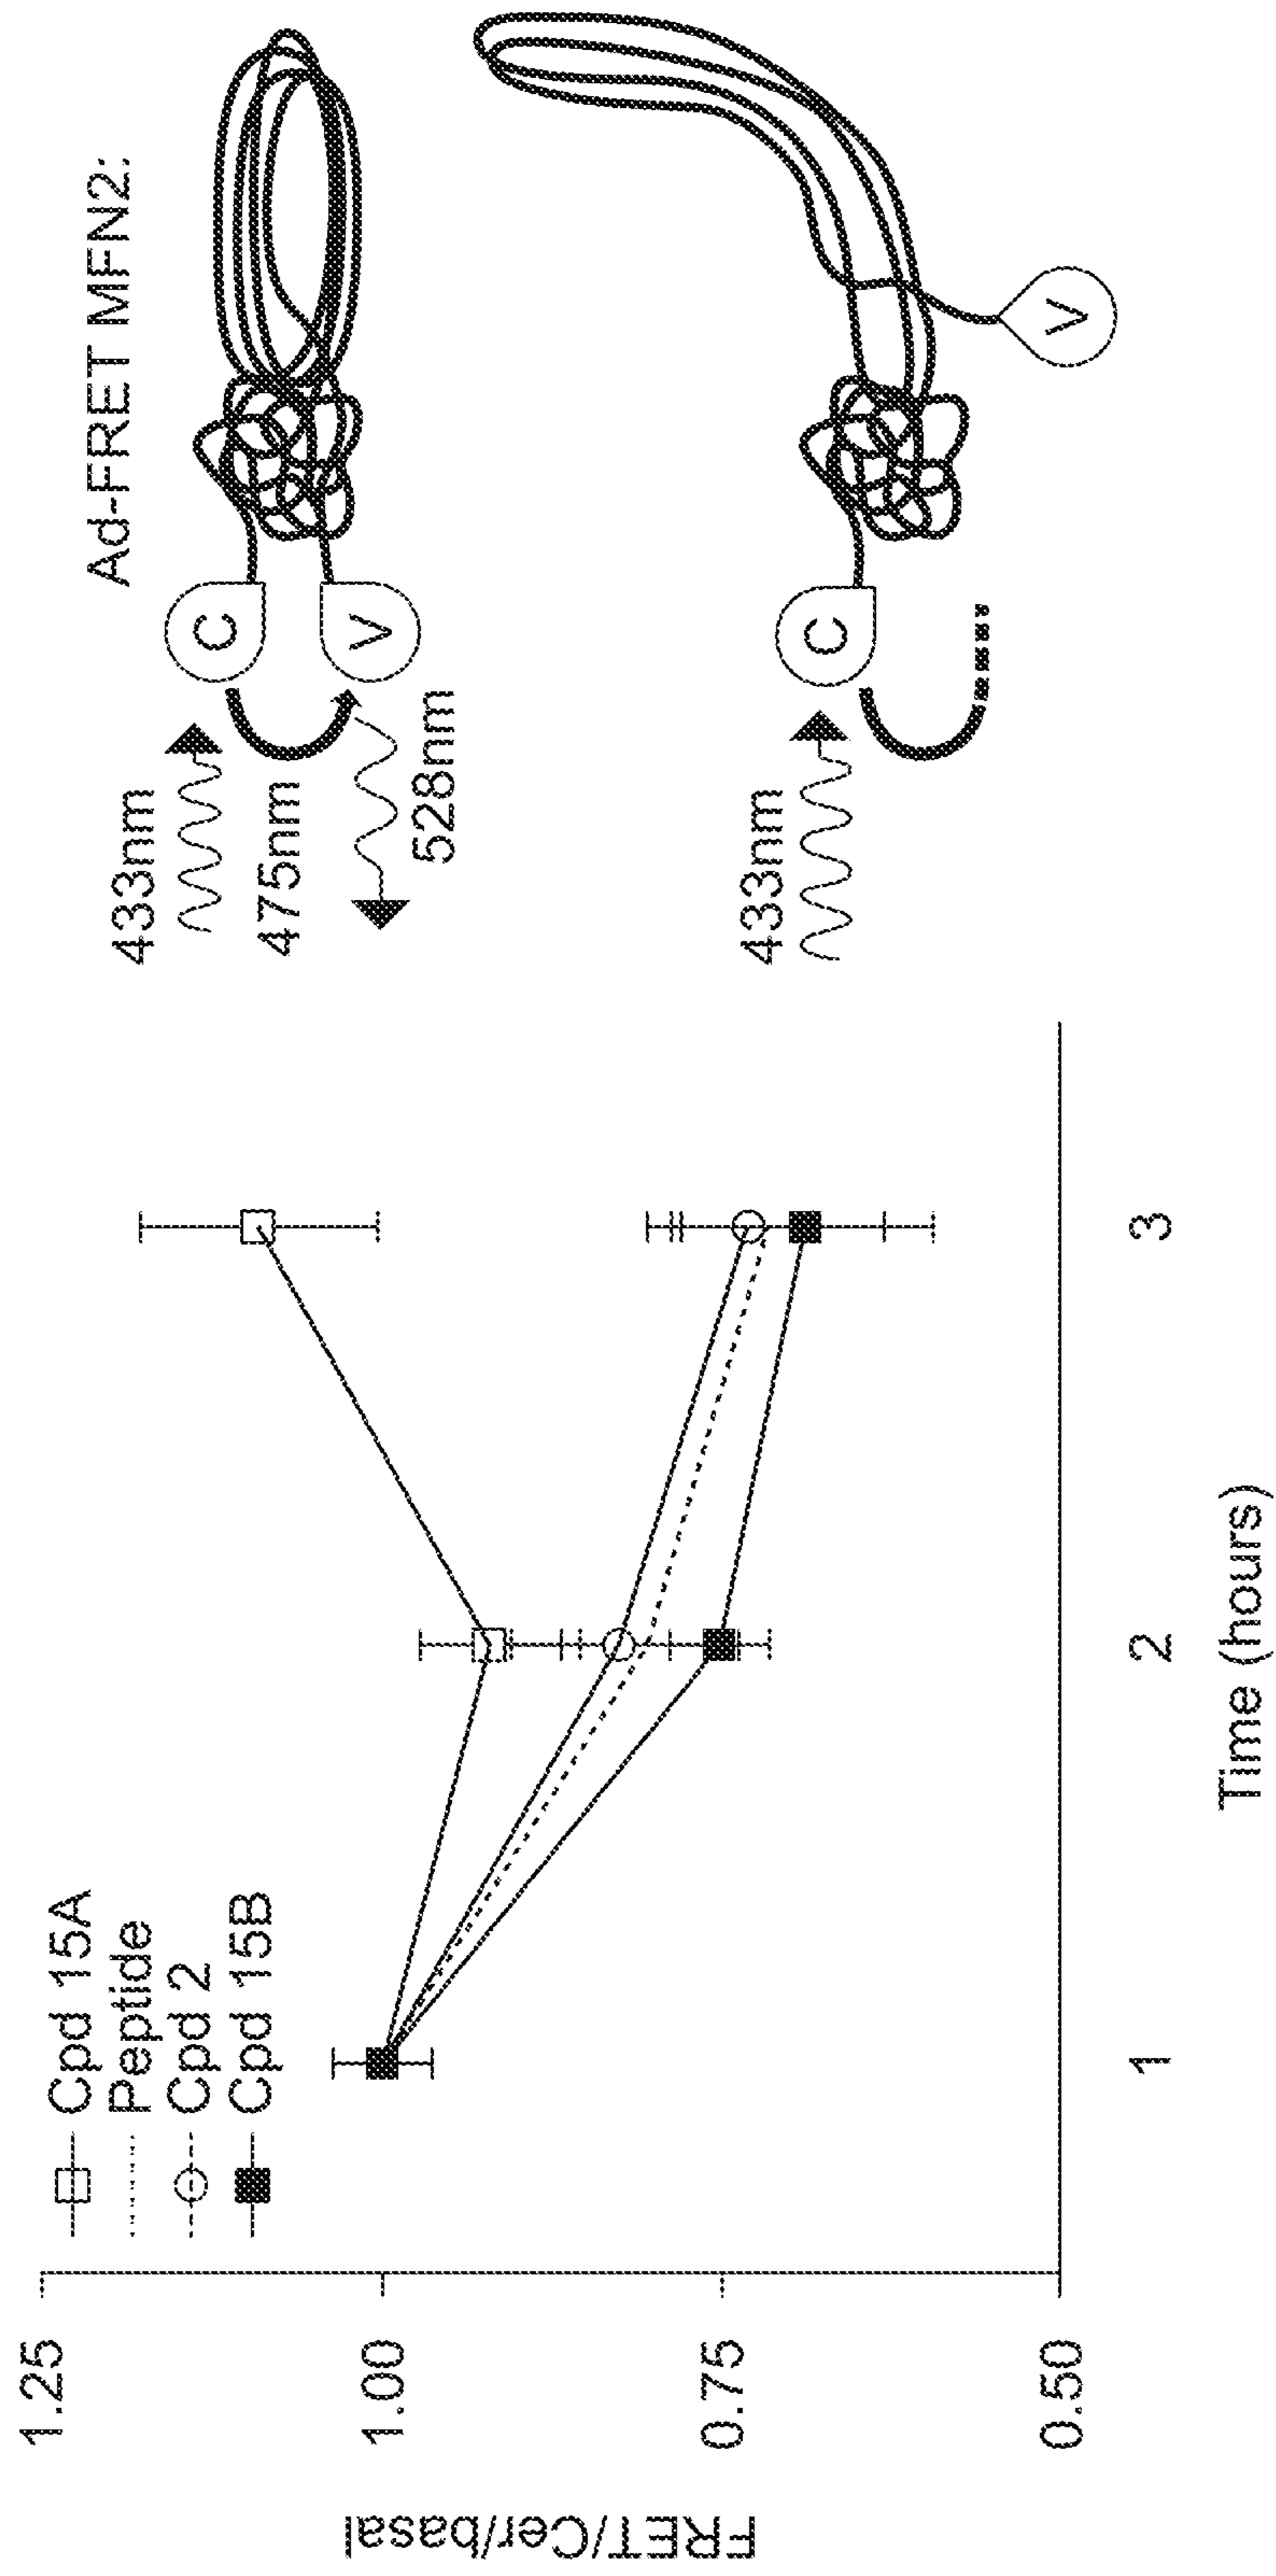 Cpd 15A
Peptide
Cpd 2
Cpd 15B
1.25
1.00
0.75
0.50
FRET/Cer/basal
1
2
3
Time (hours)
Ad-FRET MFN2:
433nm
C
475nm
V
528nm
433nm
C
V